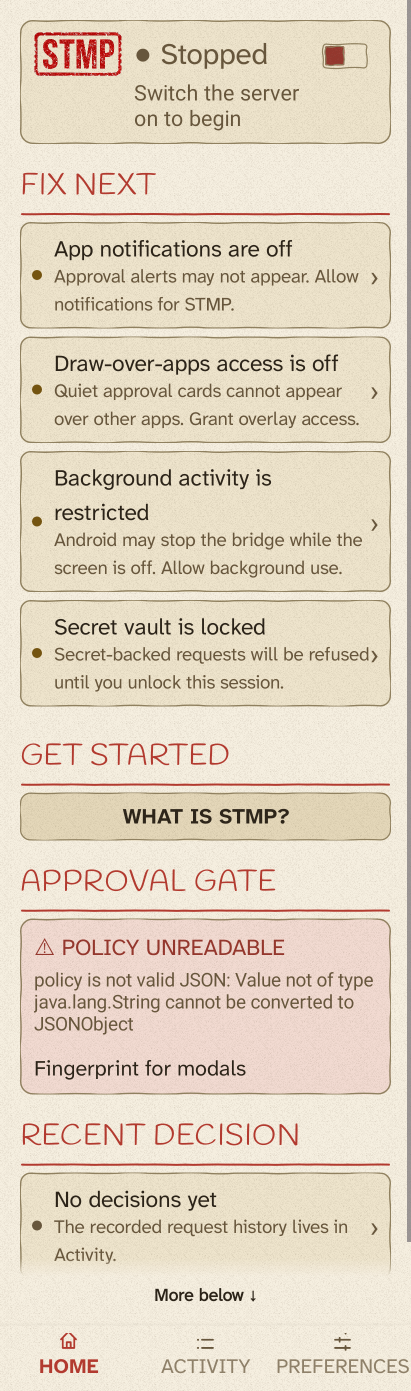 STMP
● Stopped
Switch the server
on to begin
FIX NEXT
App notifications are off
Approval alerts may not appear. Allow
notifications for STMP.
›
Draw-over-apps access is off
Quiet approval cards cannot appear
over other apps. Grant overlay access.
›
Background activity is
restricted
Android may stop the bridge while the
screen is off. Allow background use.
›
Secret vault is locked
Secret-backed requests will be refused
until you unlock this session.
›
GET STARTED
WHAT IS STMP?
APPROVAL GATE
⚠ POLICY UNREADABLE
policy is not valid JSON: Value not of type
java.lang.String cannot be converted to
JSONObject
Fingerprint for modals
RECENT DECISION
No decisions yet
The recorded request history lives in
Activity.
›
More below ↓
HOME
ACTIVITY
PREFERENCES